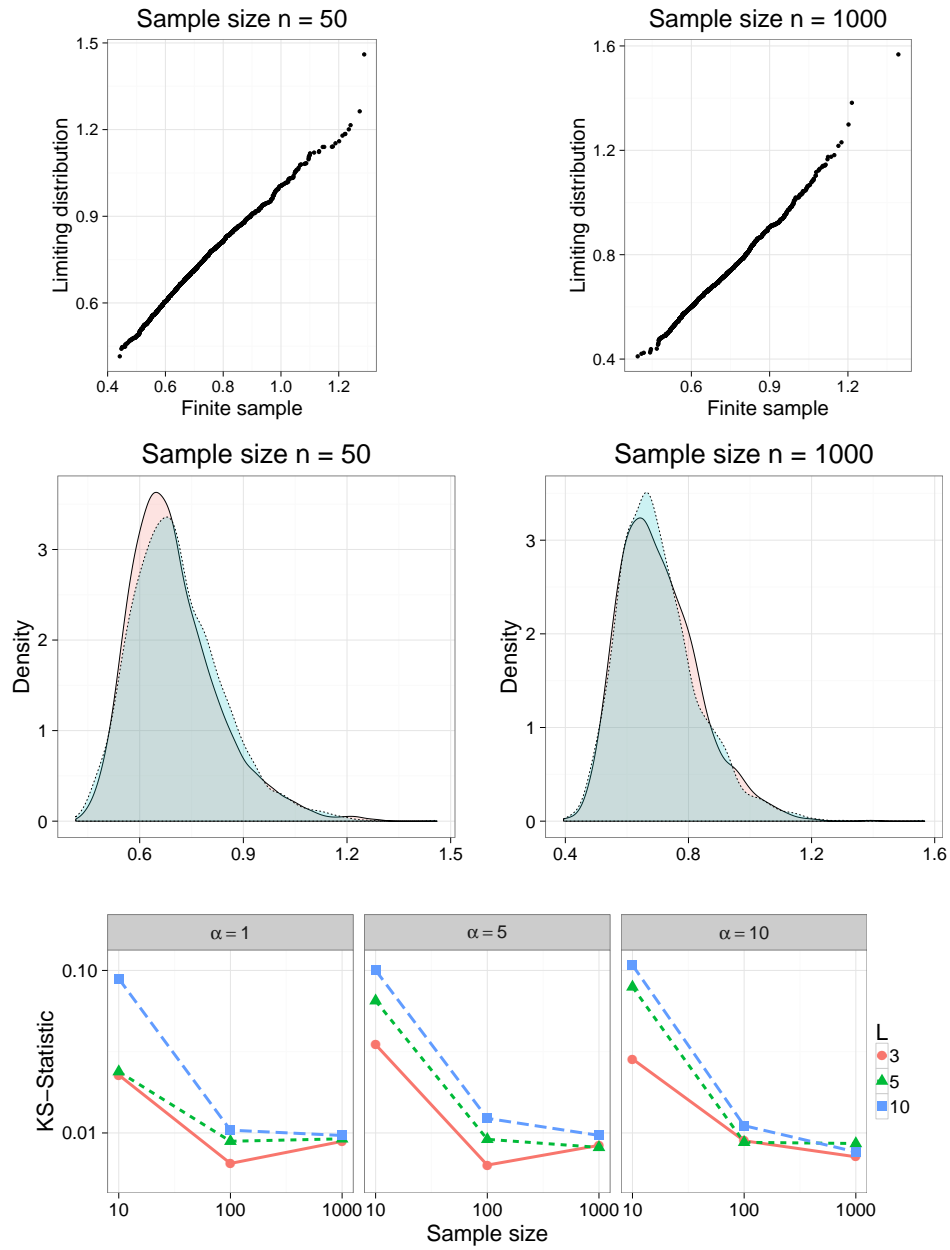 Sample size n = 50
Sample size n = 1000
1.5
1.2
0.9
0.6
Limiting distribution
0.4 0.6 0.8 1.0 1.2
Finite sample
1.6
1.2
0.8
0.4
Limiting distribution
0.6 0.9 1.2
Finite sample
Sample size n = 50
Sample size n = 1000
3
2
1
0
Density
0.6 0.9 1.2 1.5
3
2
1
0
Density
0.4 0.8 1.2 1.6
α = 1
α = 5
α = 10
0.10
0.01
KS−Statistic
10 100 1000
10 100 1000
10 100 1000
Sample size
L
3
5
10